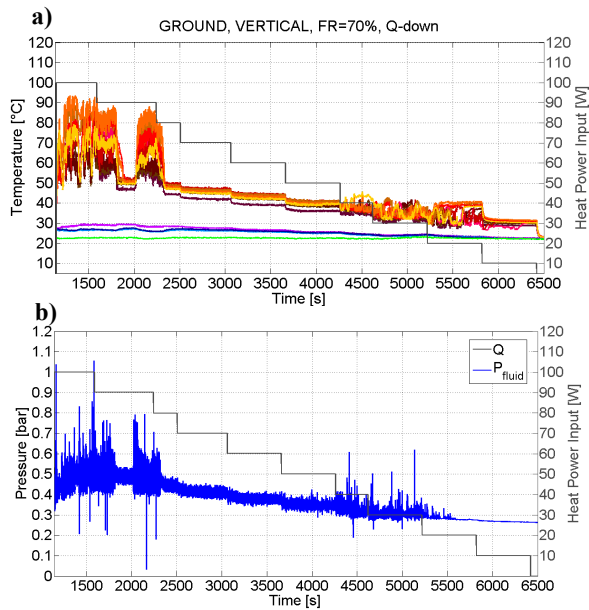 a)
GROUND, VERTICAL, FR=70%, Q-down
120 110 100 90 80 70 60 50 40 30 20 10
Temperature [°C]
120 110 100 90 80 70 60 50 40 30 20 10 0
Heat Power Input [W]
1500 2000 2500 3000 3500 4000 4500 5000 5500 6000 6500
Time [s]
b)
1.2 1.1 1 0.9 0.8 0.7 0.6 0.5 0.4 0.3 0.2 0.1 0
Pressure [bar]
Q
P_fluid
120 110 100 90 80 70 60 50 40 30 20 10 0
Heat Power Input [W]
1500 2000 2500 3000 3500 4000 4500 5000 5500 6000 6500
Time [s]